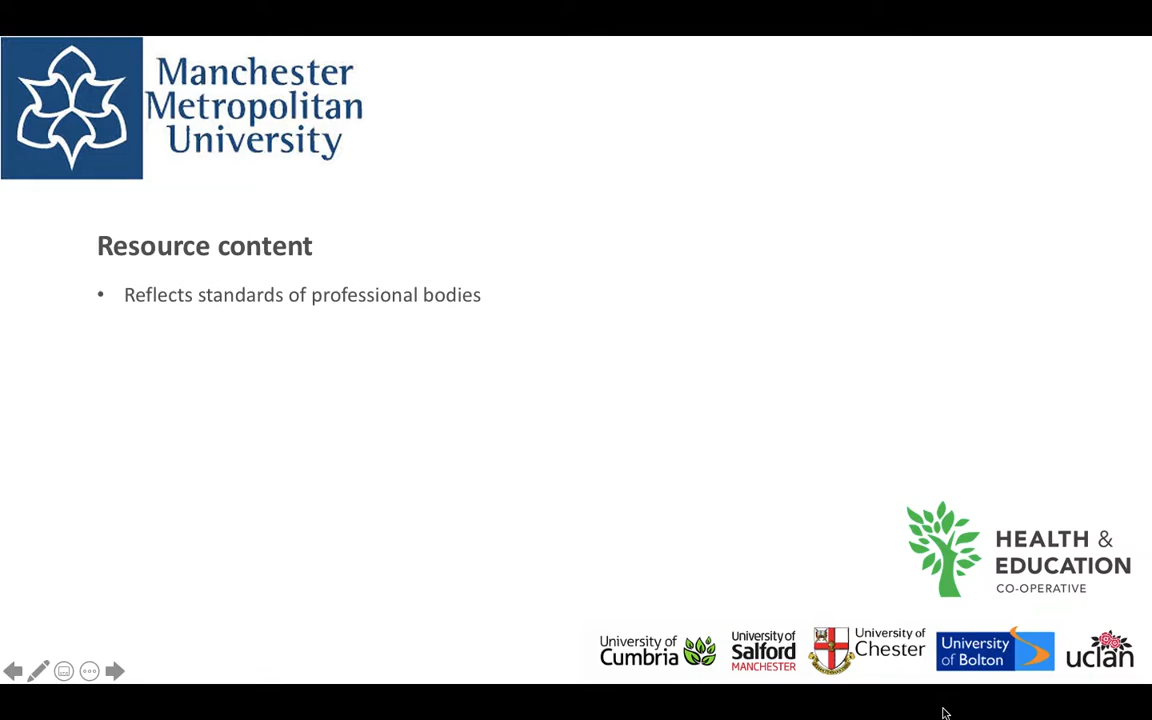 Manchester
Metropolitan
University
Resource content
• Reflects standards of professional bodies
HEALTH &
EDUCATION
CO-OPERATIVE
University of
Cumbria
University of
Salford
MANCHESTER
University of
Chester
University
of Bolton
uclan